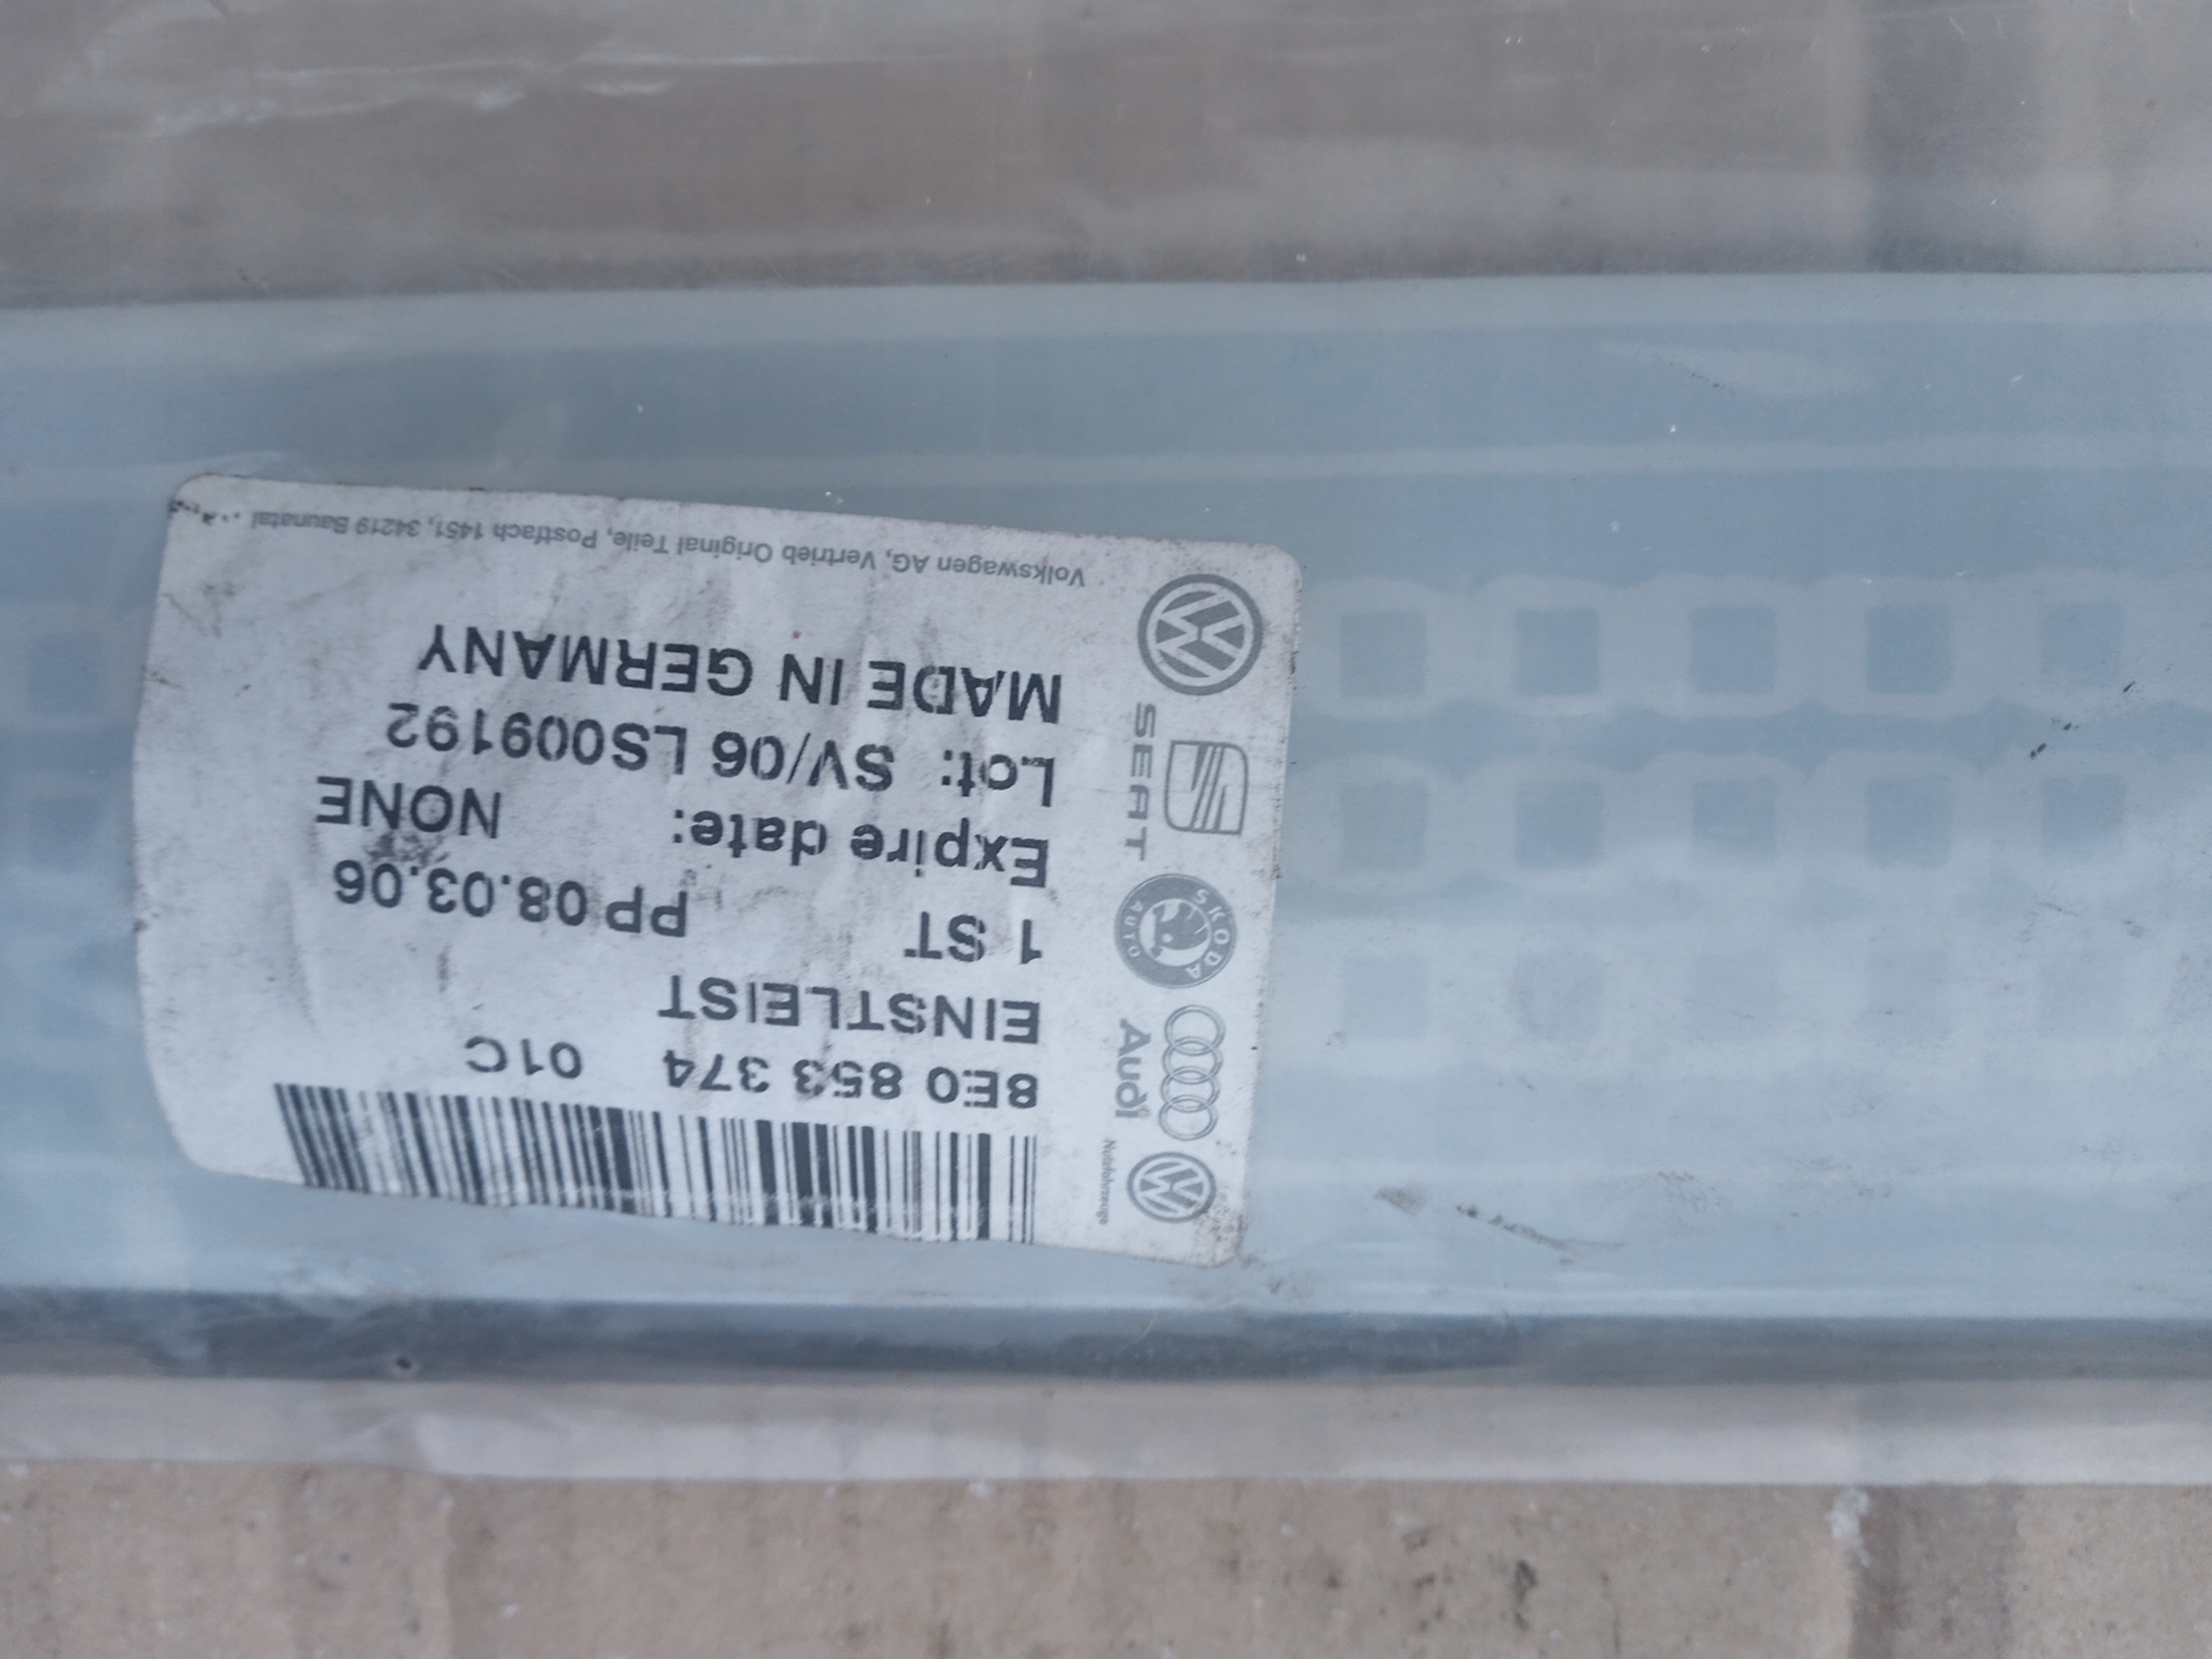 8E0 853 374 01C
EINSTLEIST
1 ST PP 08.03.06
Expire date: NONE
Lot: SV/06 LS009192
MADE IN GERMANY
Volkswagen AG, Vertrieb Original Teile, Postfach 1451, 34219 Baunatal
Nutzfahrzeuge
Audi
SKODA
AUTO
SEAT